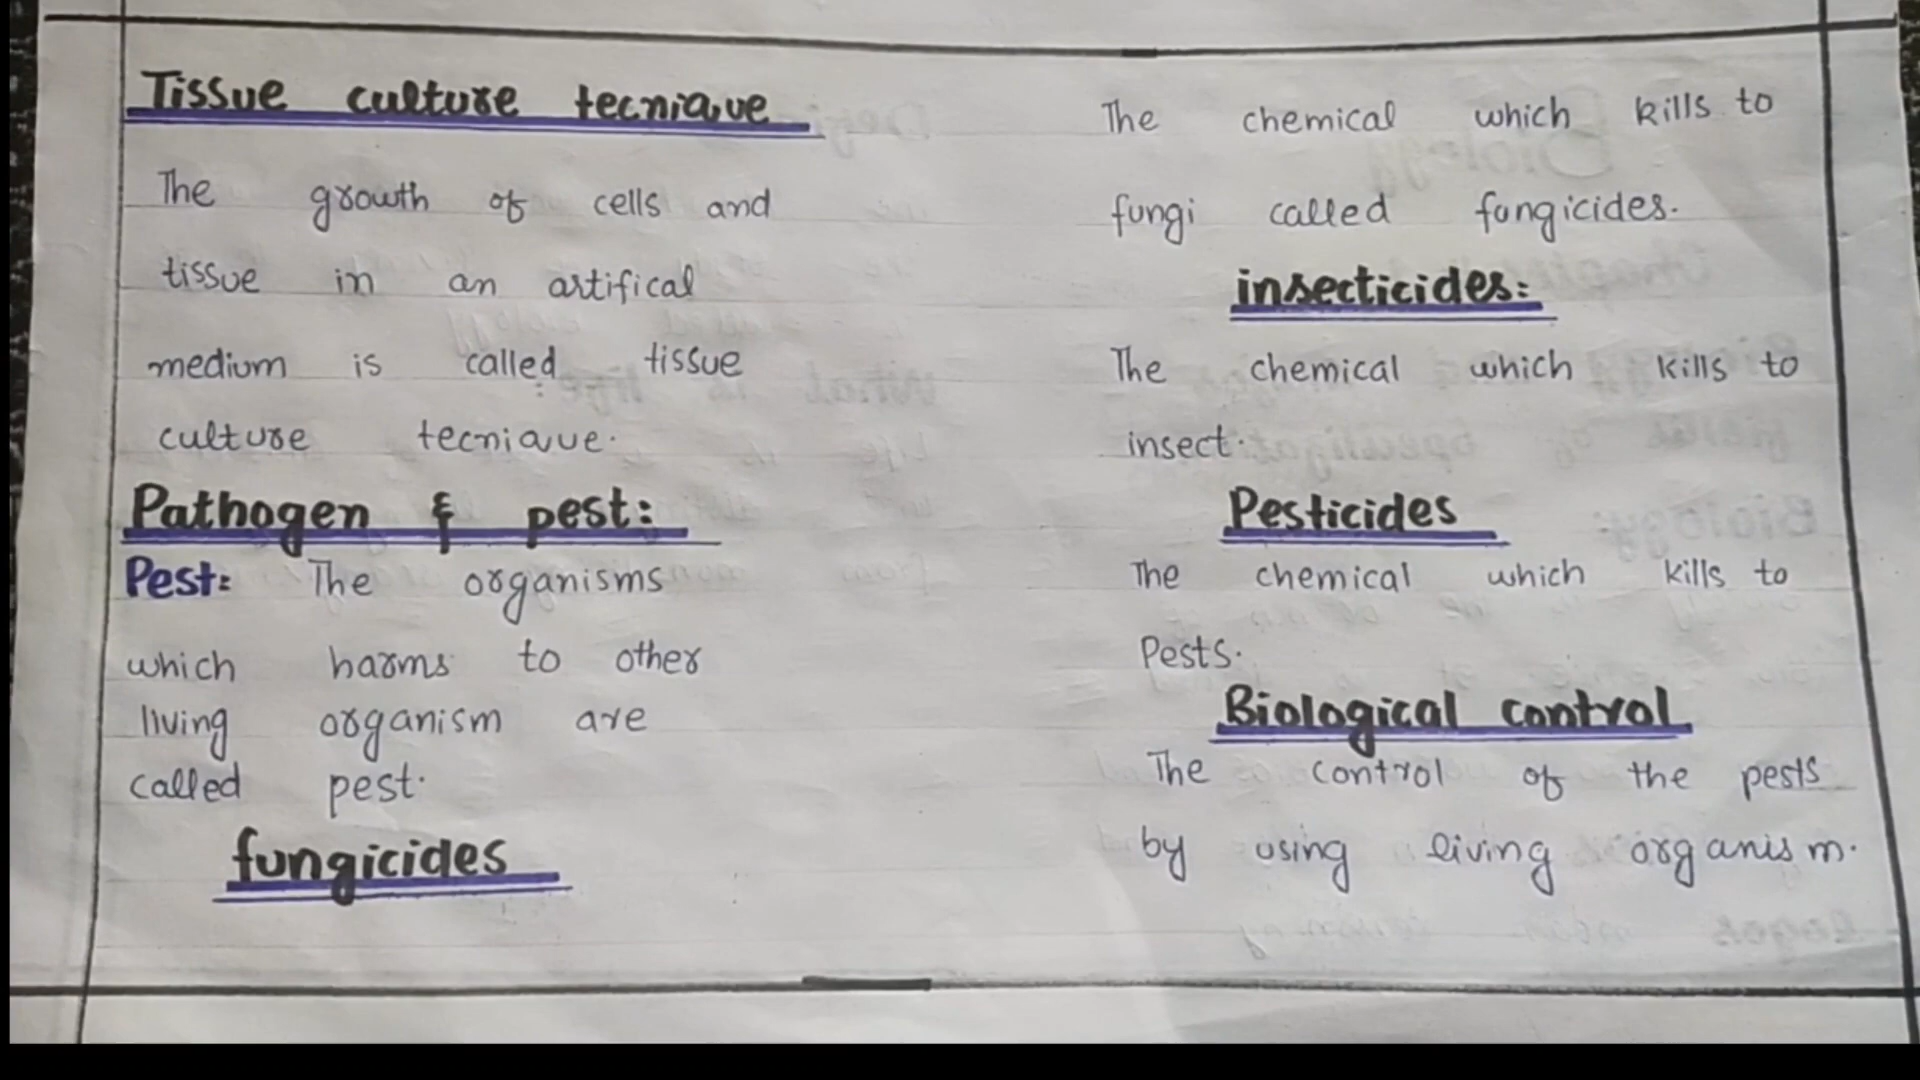 Tissue culture tecniave
The growth of cells and
tissue in an artifical
medium is called tissue
culture tecniave.
Pathogen & pest:
Pest: The organisms
which harms to other
living organism are
called pest.
fungicides
The chemical which kills to
fungi called fungicides.
insecticides:
The chemical which kills to
insect.
Pesticides
The chemical which kills to
Pests.
Biological control
The control of the pests
by using living organism.